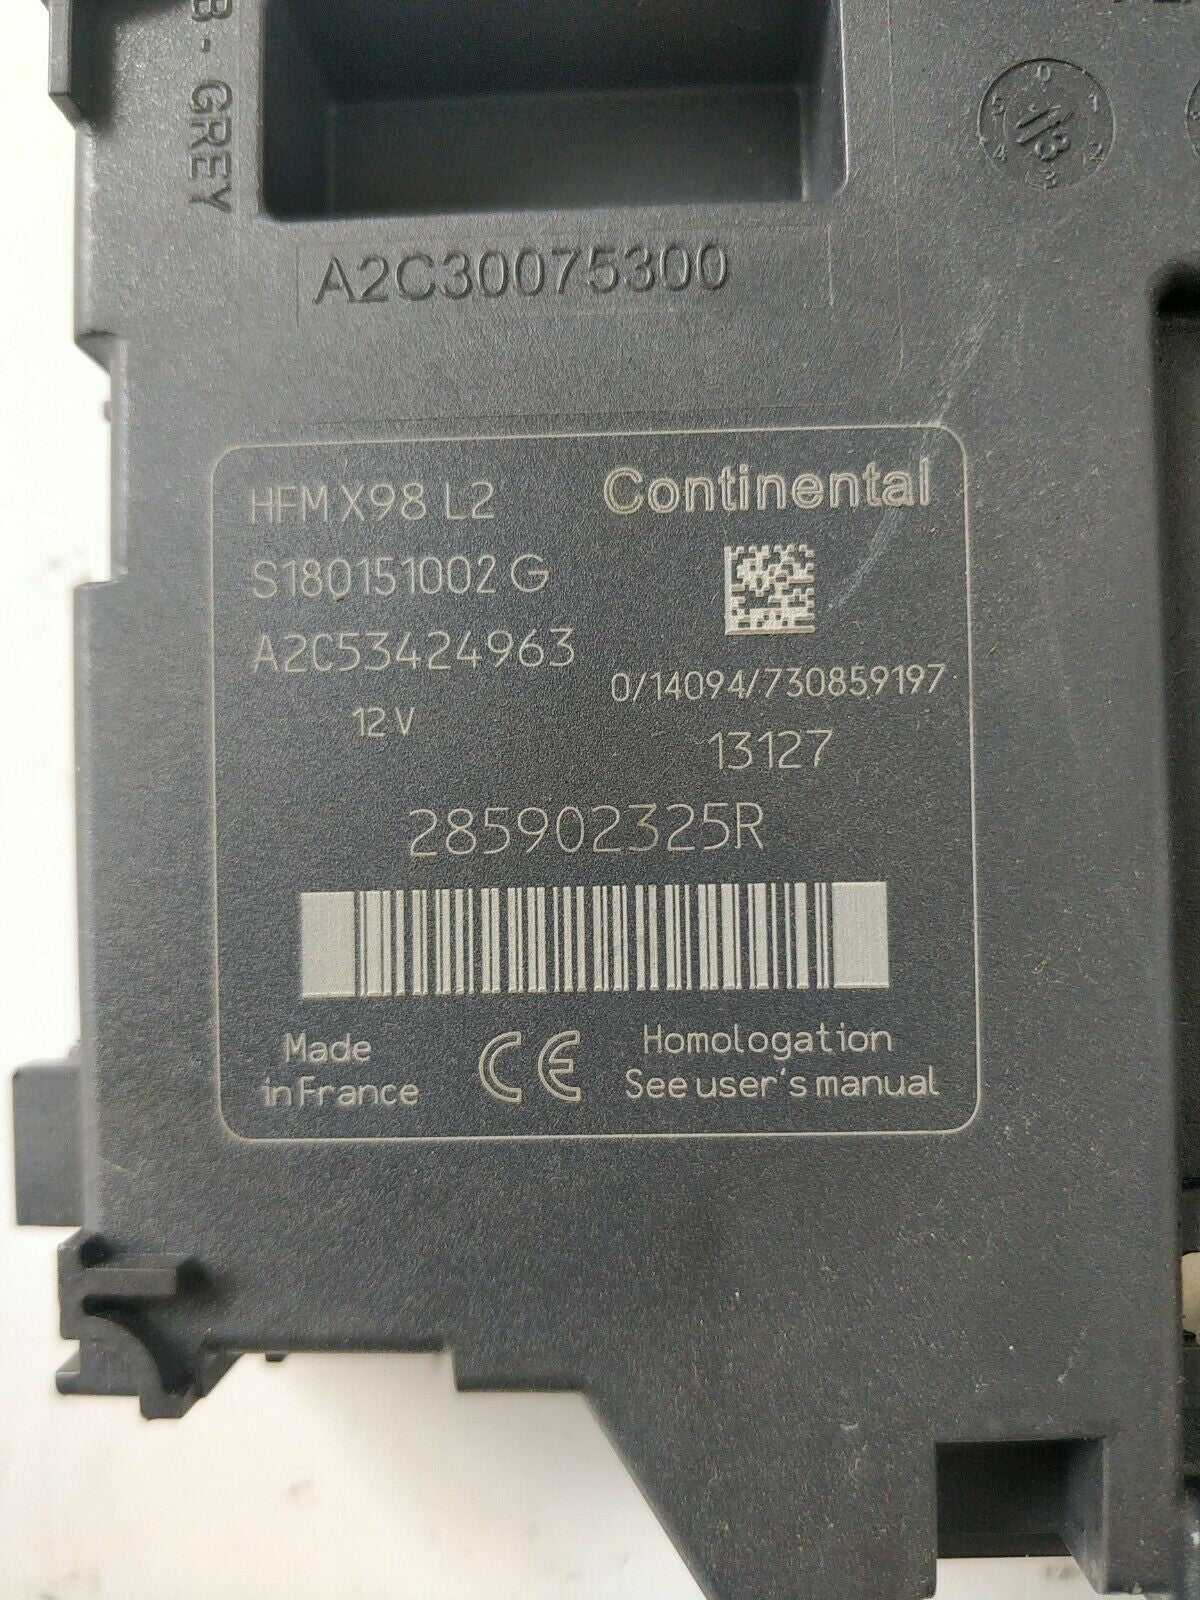 B - GREY
A2C30075300
HFM X98 L2
Continental
S180151002 G
A2C53424963
0/14094/730859197
12V
13127
285902325R
Made
in France
CE
Homologation
See user's manual